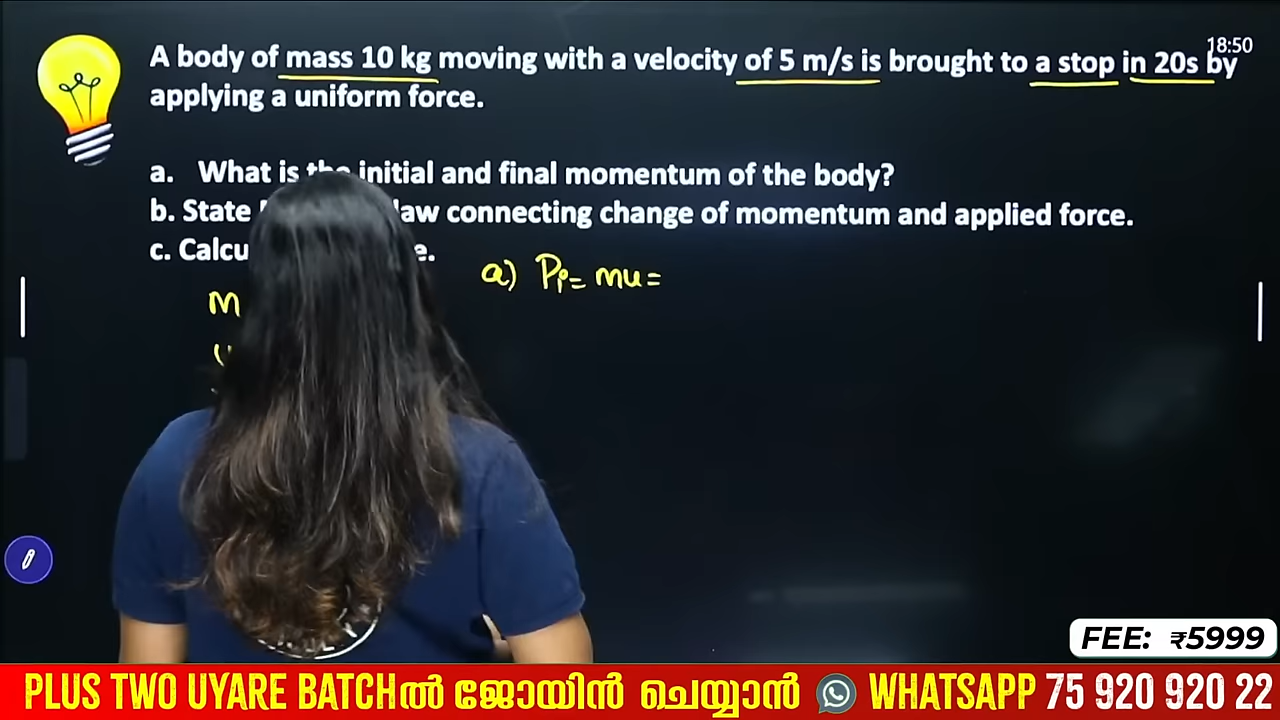 18:50
A body of mass 10 kg moving with a velocity of 5 m/s is brought to a stop in 20s by
applying a uniform force.
a. What is the initial and final momentum of the body?
b. State law connecting change of momentum and applied force.
c. Calcu e.
a) Pi = mu =
m
u
FEE: ₹5999
PLUS TWO UYARE BATCHൽ ജോയിൻ ചെയ്യാൻ WHATSAPP 75 920 920 22